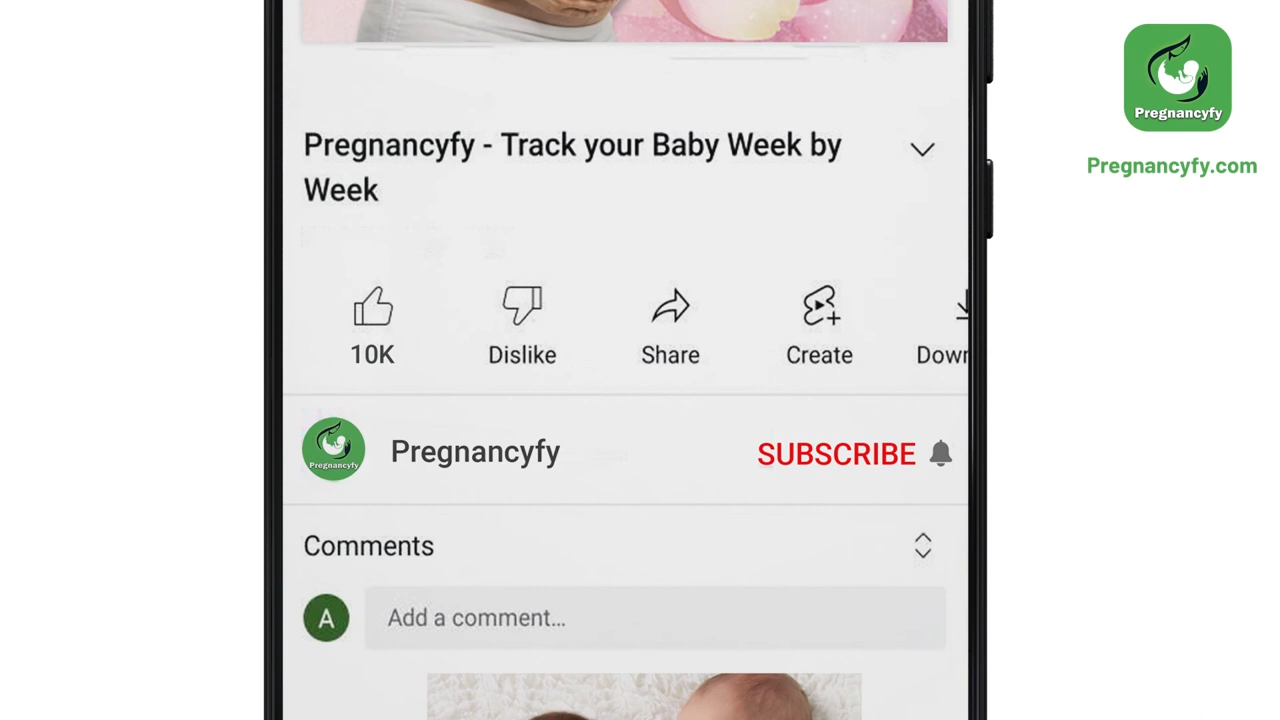 Pregnancyfy
Pregnancyfy.com
Pregnancyfy - Track your Baby Week by
Week
10K
Dislike
Share
Create
Down
Pregnancyfy
Pregnancyfy
SUBSCRIBE
Comments
A
Add a comment...